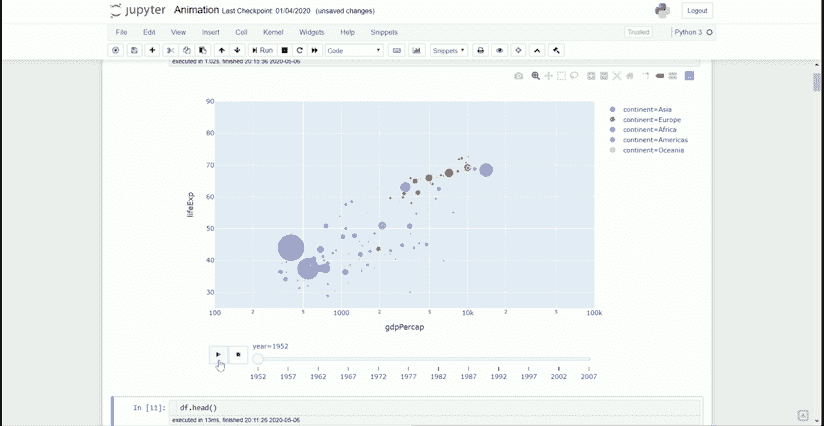 jupyter Animation Last Checkpoint: 01/04/2020 (unsaved changes) Logout
File Edit View Insert Cell Kernel Widgets Help Snippets Trusted Python 3
Run Code Snippets
executed in 1.02s, finished 20:15:36 2020-05-06
90
80
70
60
50
40
30
lifeExp
100 2 5 1000 2 5 10k 2 5 100k
gdpPercap
continent=Asia
continent=Europe
continent=Africa
continent=Americas
continent=Oceania
year=1952
1952 1957 1962 1967 1972 1977 1982 1987 1992 1997 2002 2007
In [11]: df.head()
executed in 13ms, finished 20:11:25 2020-05-06